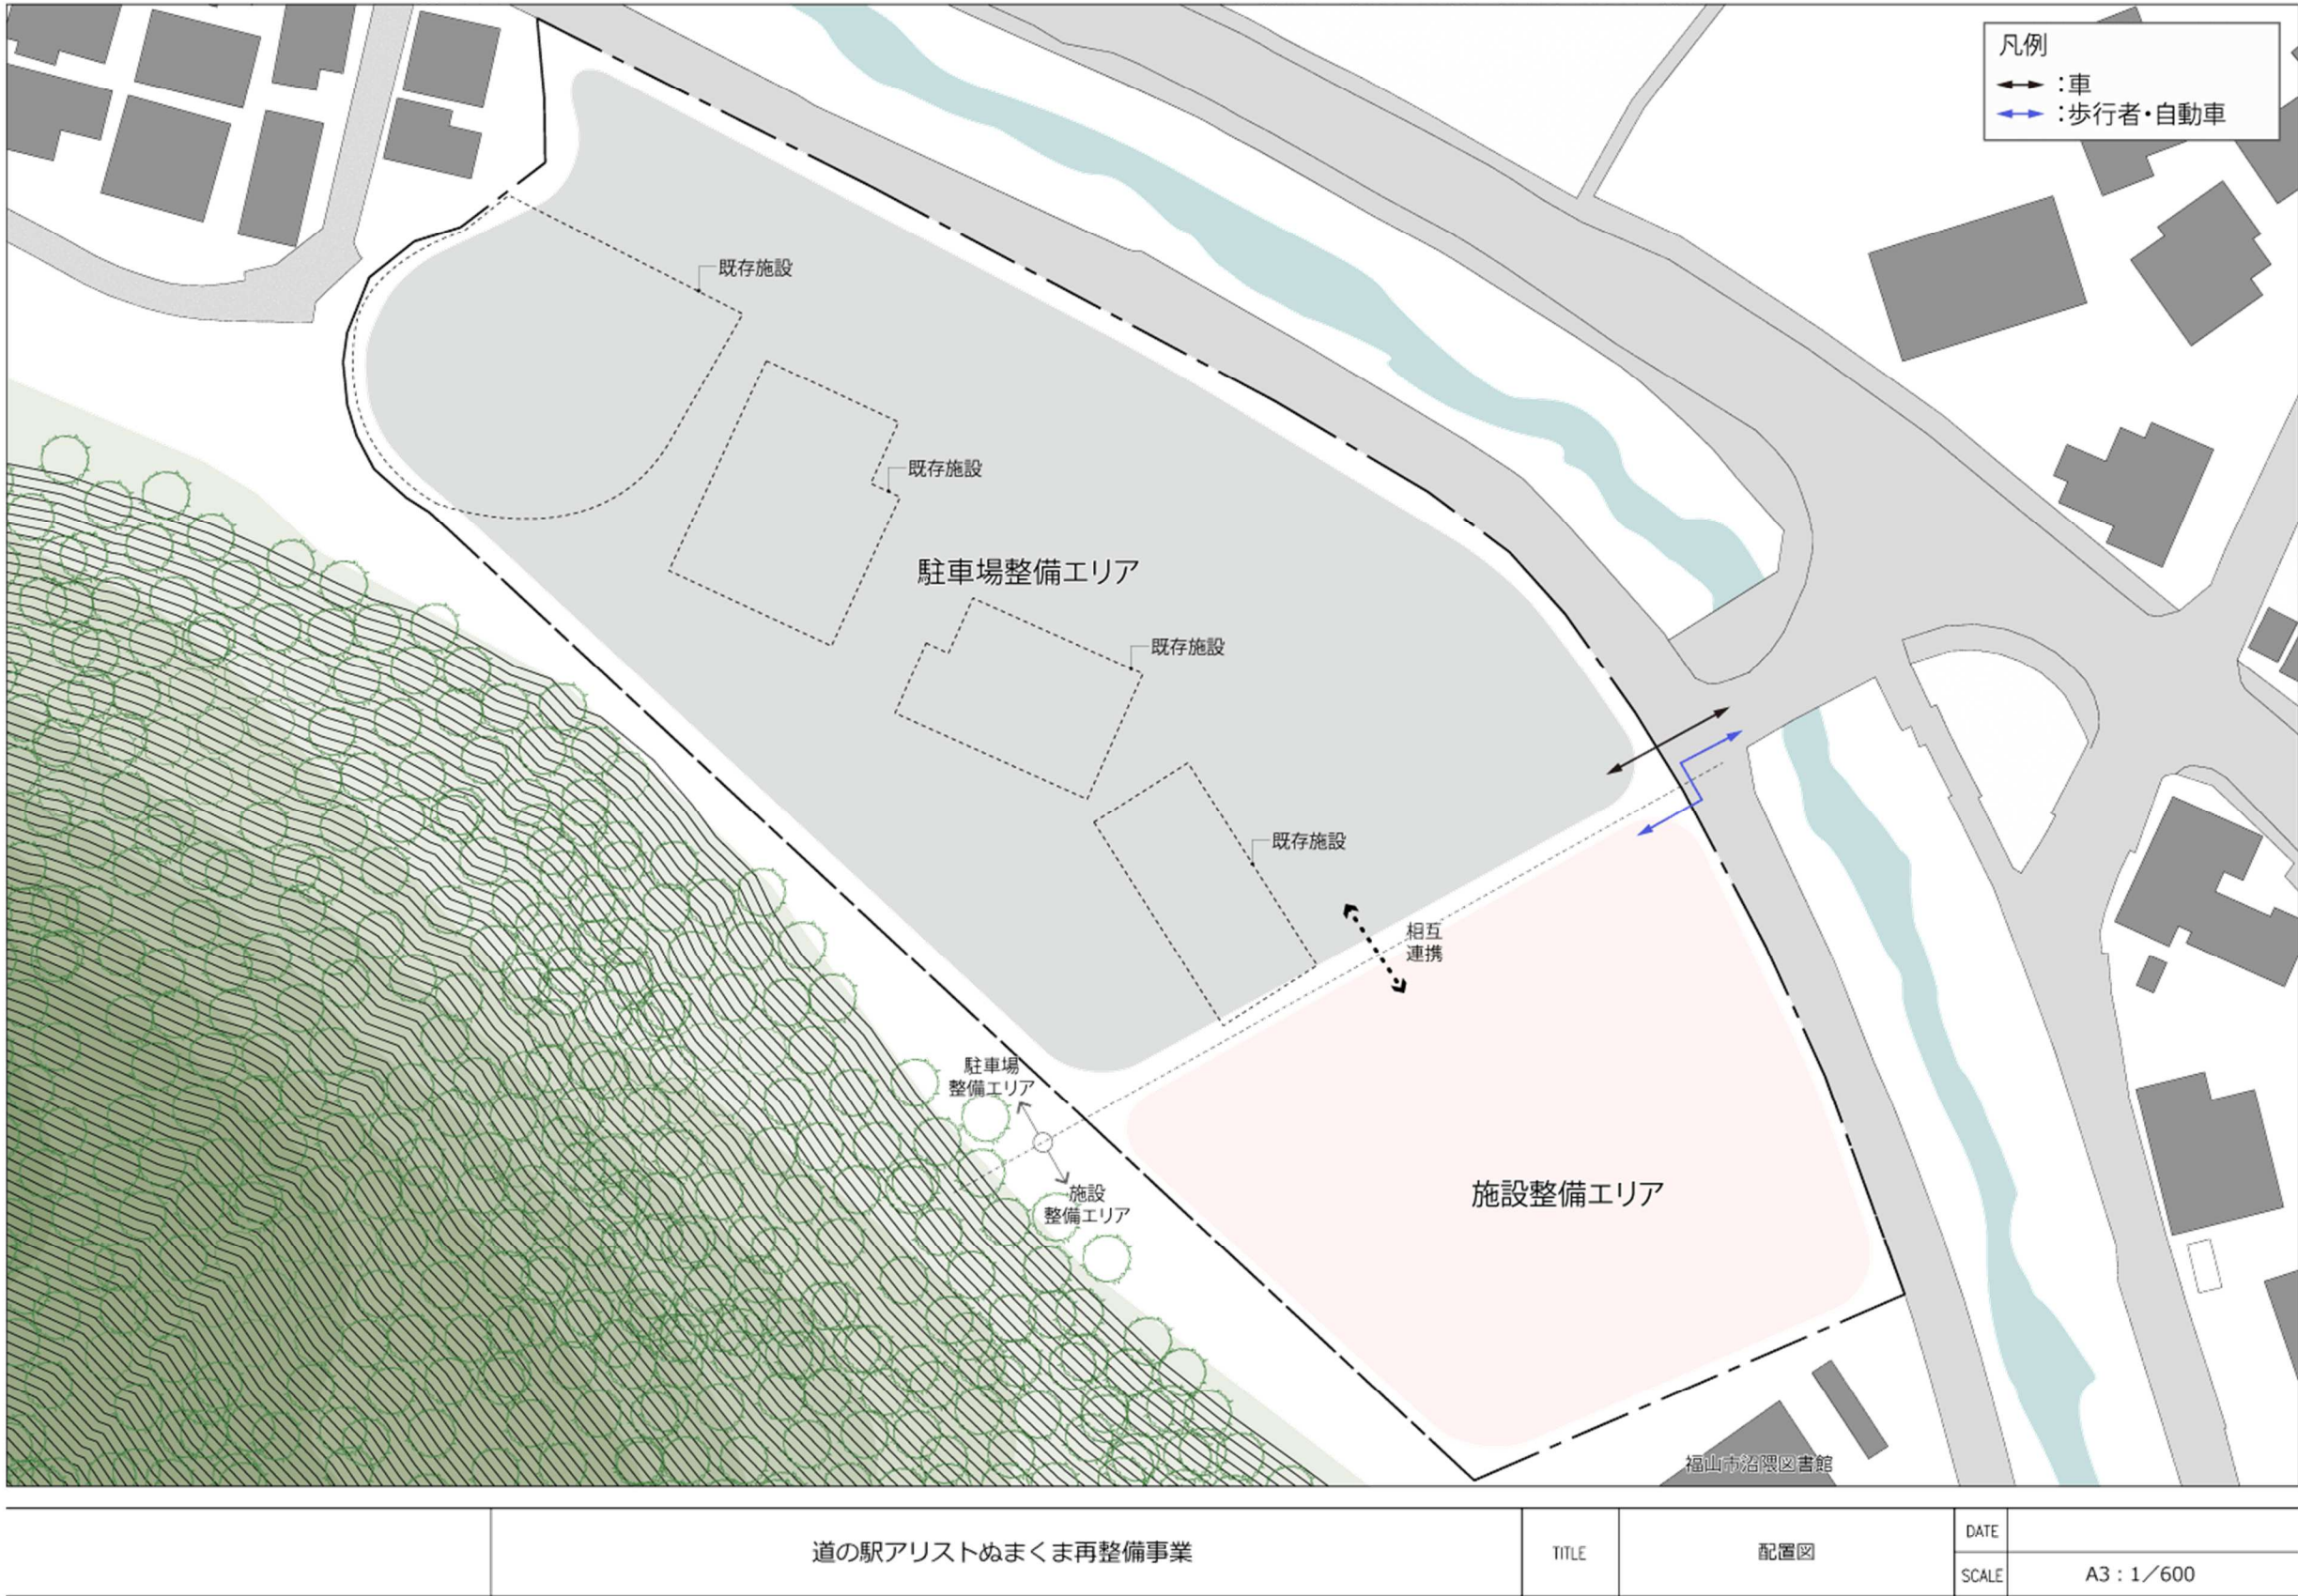 凡例
:車
:歩行者・自動車
既存施設
既存施設
駐車場整備エリア
既存施設
既存施設
相互
連携
駐車場
整備エリア
施設
整備エリア
施設整備エリア
福山市沼隈図書館
道の駅アリストぬまくま再整備事業
TITLE
配置図
DATE
SCALE
A3:1/600